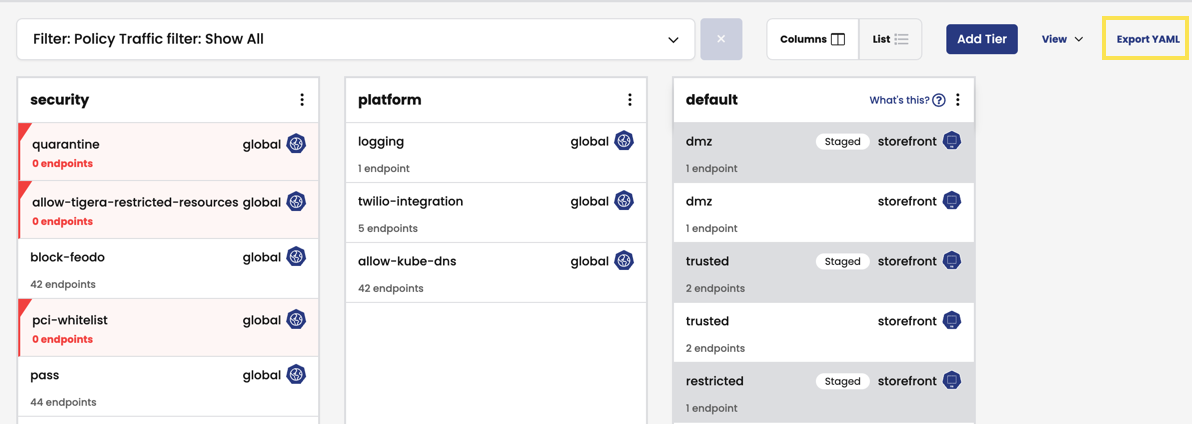 Filter: Policy Traffic filter: Show All
Columns
List
Add Tier
View
Export YAML
security
quarantine global
0 endpoints
allow-tigera-restricted-resources global
0 endpoints
block-feodo global
42 endpoints
pci-whitelist global
0 endpoints
pass global
44 endpoints
platform
logging global
1 endpoint
twilio-integration global
5 endpoints
allow-kube-dns global
42 endpoints
default What's this?
dmz Staged storefront
1 endpoint
dmz storefront
1 endpoint
trusted Staged storefront
2 endpoints
trusted storefront
2 endpoints
restricted Staged storefront
1 endpoint